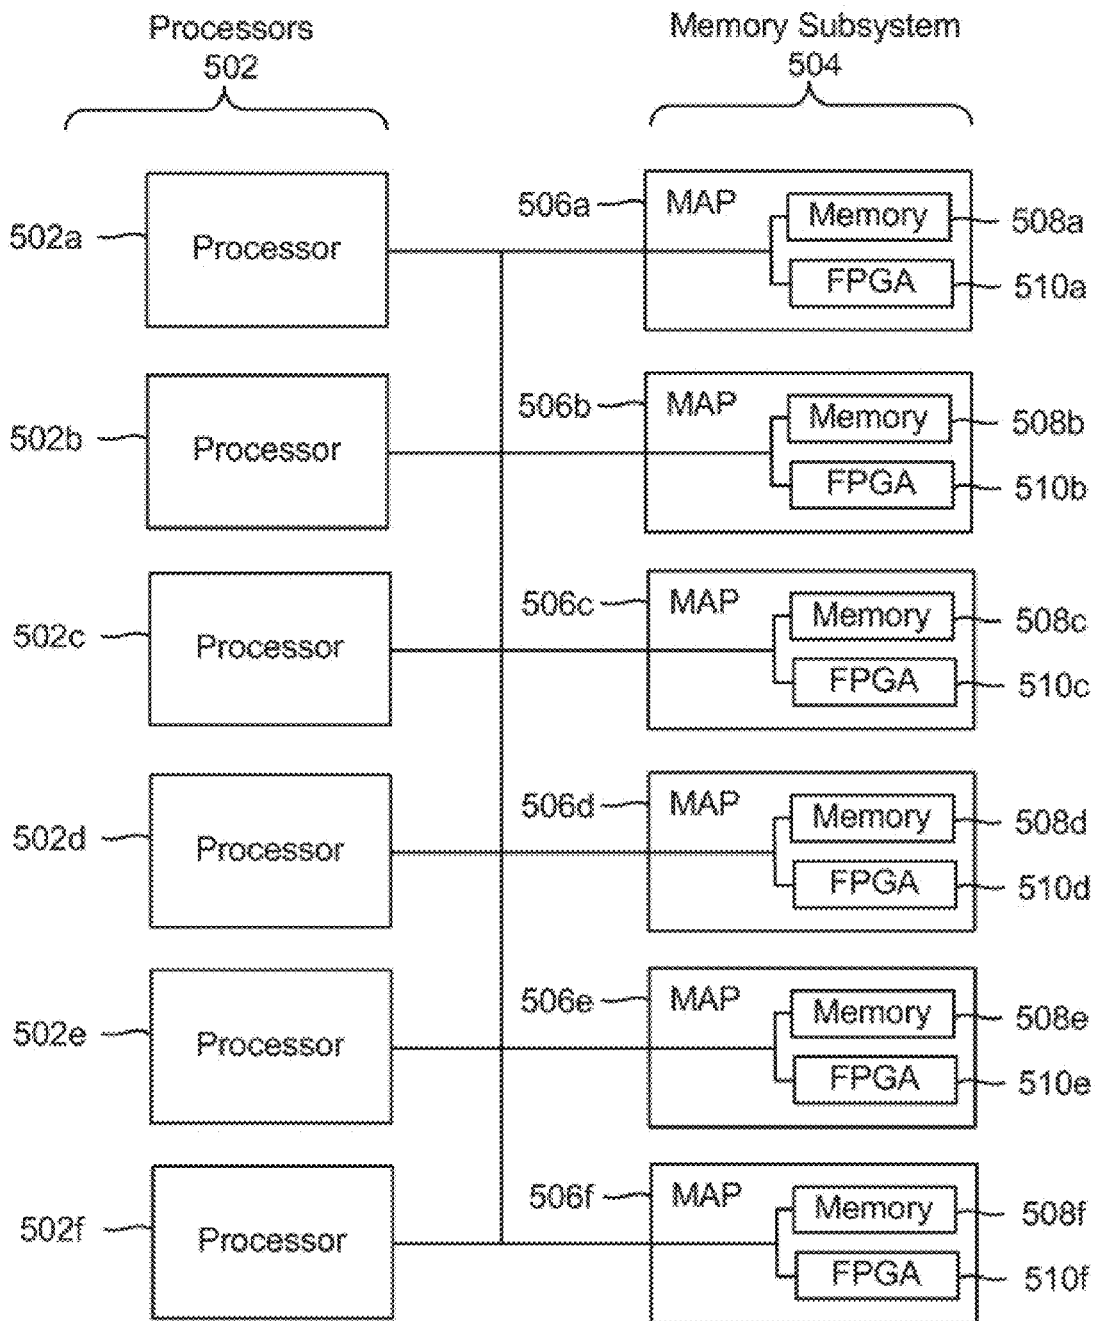 Processors
502
Memory Subsystem
504
502a
Processor
506a
MAP
Memory
508a
FPGA
510a
502b
Processor
506b
MAP
Memory
508b
FPGA
510b
502c
Processor
506c
MAP
Memory
508c
FPGA
510c
502d
Processor
506d
MAP
Memory
508d
FPGA
510d
502e
Processor
506e
MAP
Memory
508e
FPGA
510e
502f
Processor
506f
MAP
Memory
508f
FPGA
510f